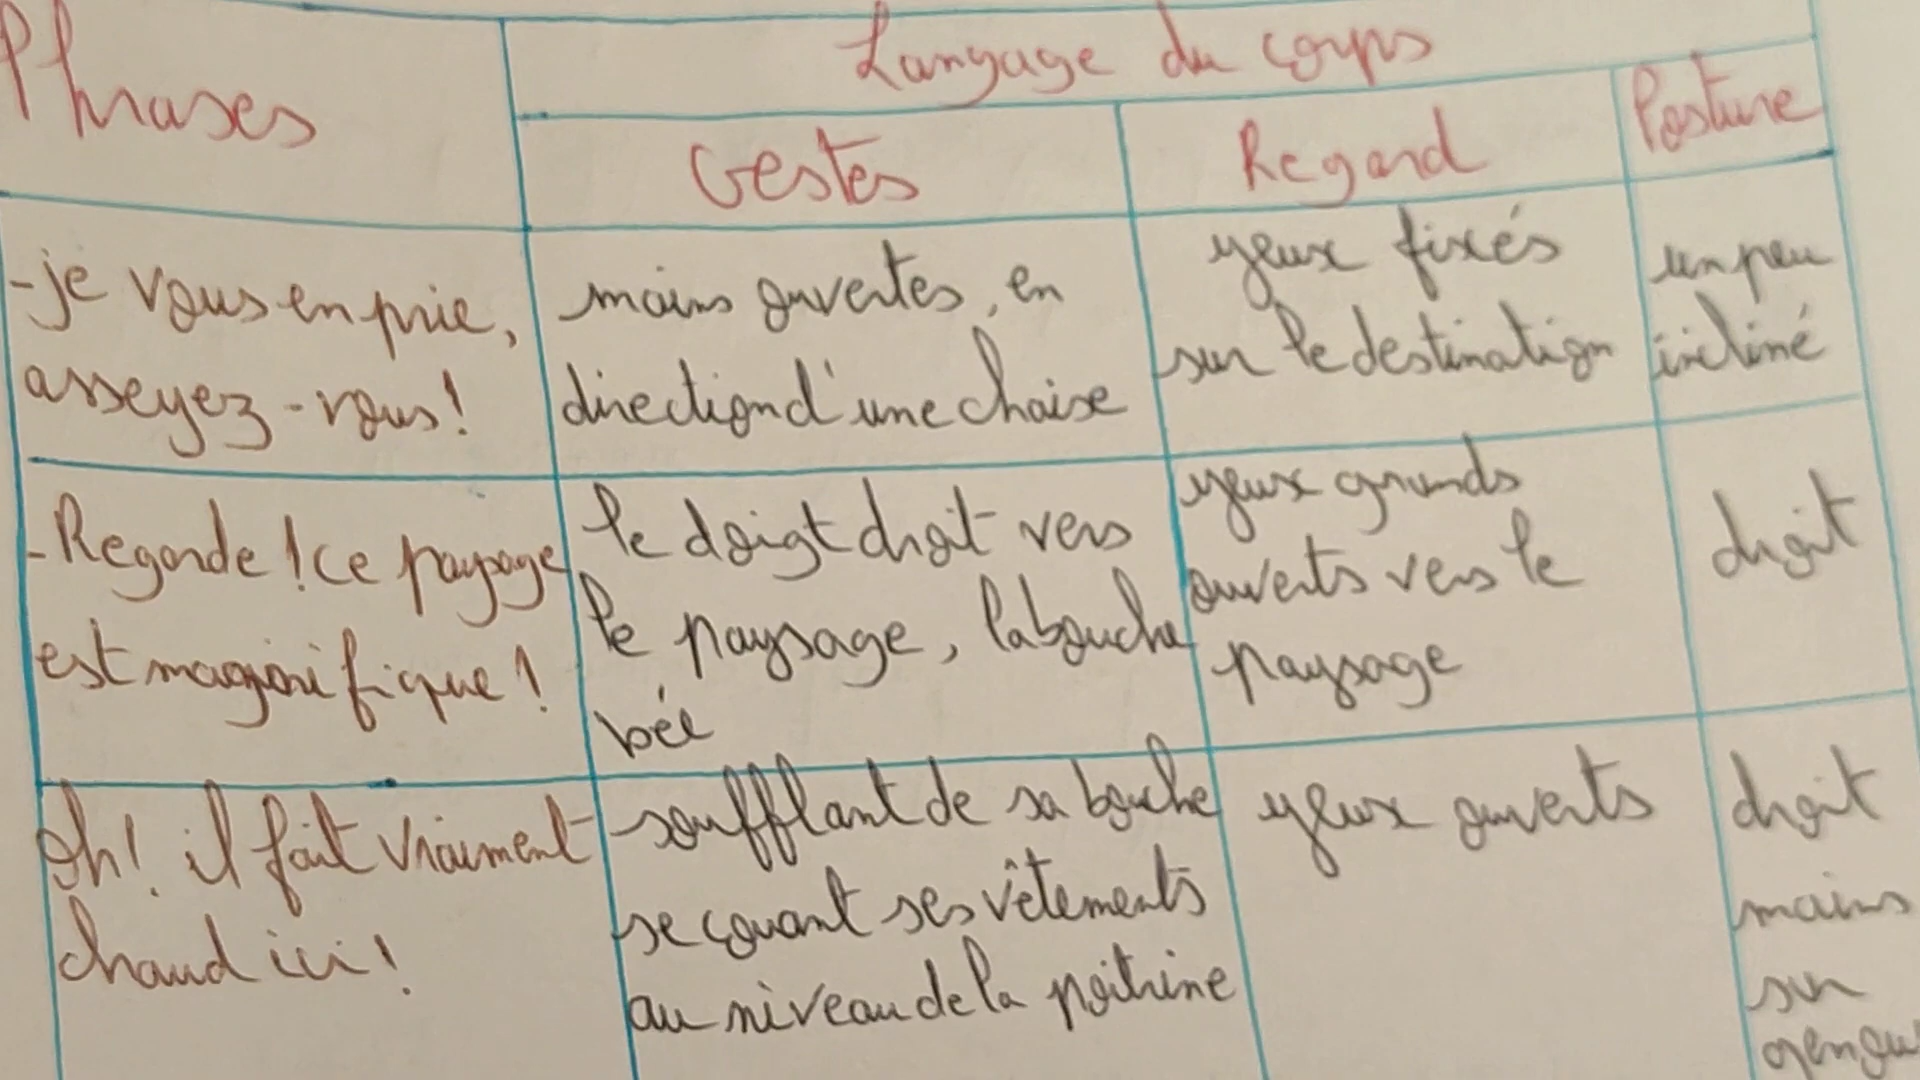 Phrases
Langage du corps
Gestes
Regard
Posture
-je vous en prie,
asseyez-vous!
mains ouvertes, en
direction d'une chaise
yeux fixés
sur le destination
un peu
incliné
-Regarde ! ce paysage
est magnifique !
le doigt droit vers
le paysage, la bouche
bée
yeux grands
ouverts vers le
paysage
droit
Oh! il fait vraiment
chaud ici !
soufflant de sa bouche
secouant ses vêtements
au niveau de la poitrine
yeux ouverts
droit
mains
sur